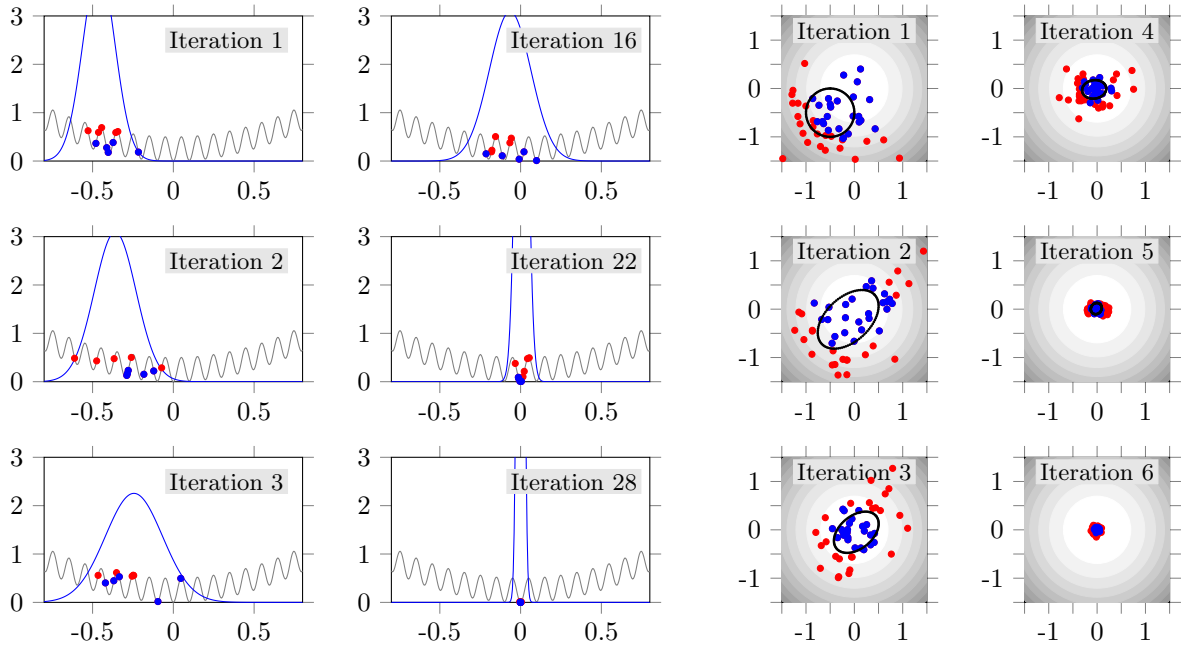 3
Iteration 1
2
1
0
-0.5 0 0.5
3
Iteration 2
2
1
0
-0.5 0 0.5
3
Iteration 3
2
1
0
-0.5 0 0.5
3
Iteration 16
2
1
0
-0.5 0 0.5
3
Iteration 22
2
1
0
-0.5 0 0.5
3
Iteration 28
2
1
0
-0.5 0 0.5
Iteration 1
1
0
-1
-1 0 1
Iteration 2
1
0
-1
-1 0 1
Iteration 3
1
0
-1
-1 0 1
Iteration 4
1
0
-1
-1 0 1
Iteration 5
1
0
-1
-1 0 1
Iteration 6
1
0
-1
-1 0 1